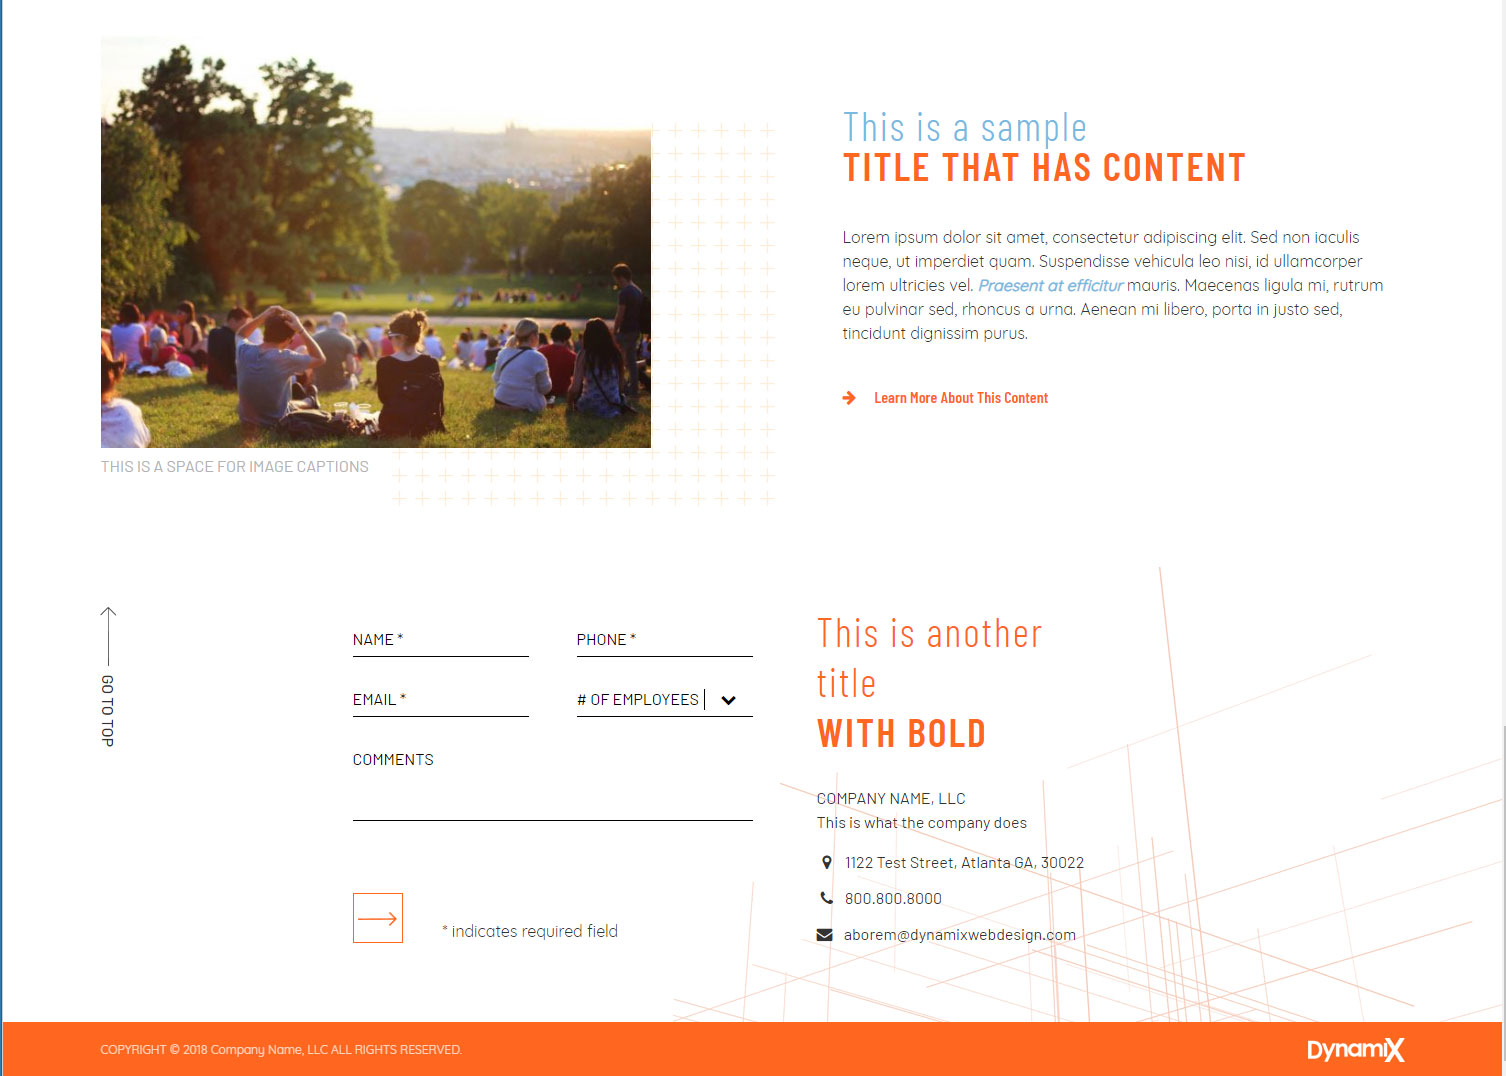 This is a sample
TITLE THAT HAS CONTENT
Lorem ipsum dolor sit amet, consectetur adipiscing elit. Sed non iaculis
neque, ut imperdiet quam. Suspendisse vehicula leo nisi, id ullamcorper
lorem ultricies vel. Praesent at efficitur mauris. Maecenas ligula mi, rutrum
eu pulvinar sed, rhoncus a urna. Aenean mi libero, porta in justo sed,
tincidunt dignissim purus.
Learn More About This Content
THIS IS A SPACE FOR IMAGE CAPTIONS
GO TO TOP
NAME *
PHONE *
EMAIL *
# OF EMPLOYEES
COMMENTS
* indicates required field
This is another
title
WITH BOLD
COMPANY NAME, LLC
This is what the company does
1122 Test Street, Atlanta GA, 30022
800.800.8000
aborem@dynamixwebdesign.com
COPYRIGHT © 2018 Company Name, LLC ALL RIGHTS RESERVED.
DynamiX